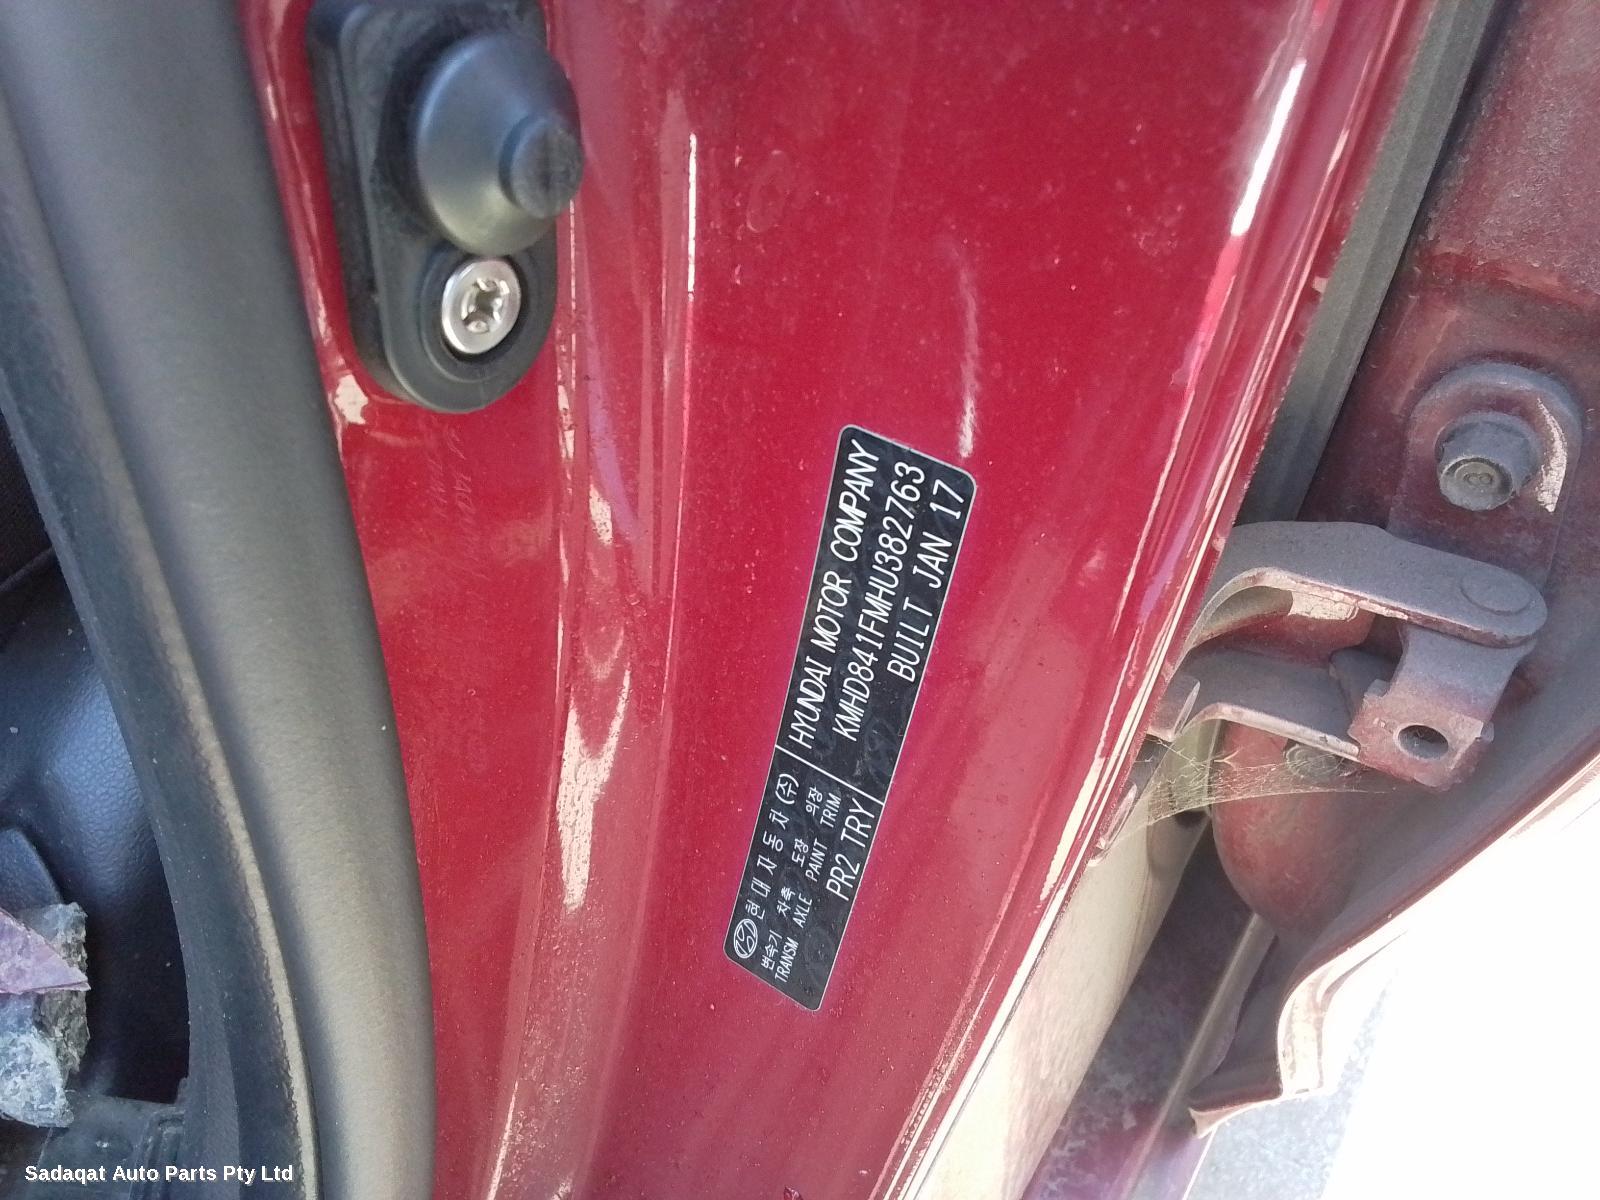 현대자동차(주)
HYUNDAI MOTOR COMPANY
변속기 차축 도장 의장
TRANSM AXLE PAINT TRIM
KMHD841FMHU382763
PR2 TRY
BUILT JAN 17
Sadaqat Auto Parts Pty Ltd